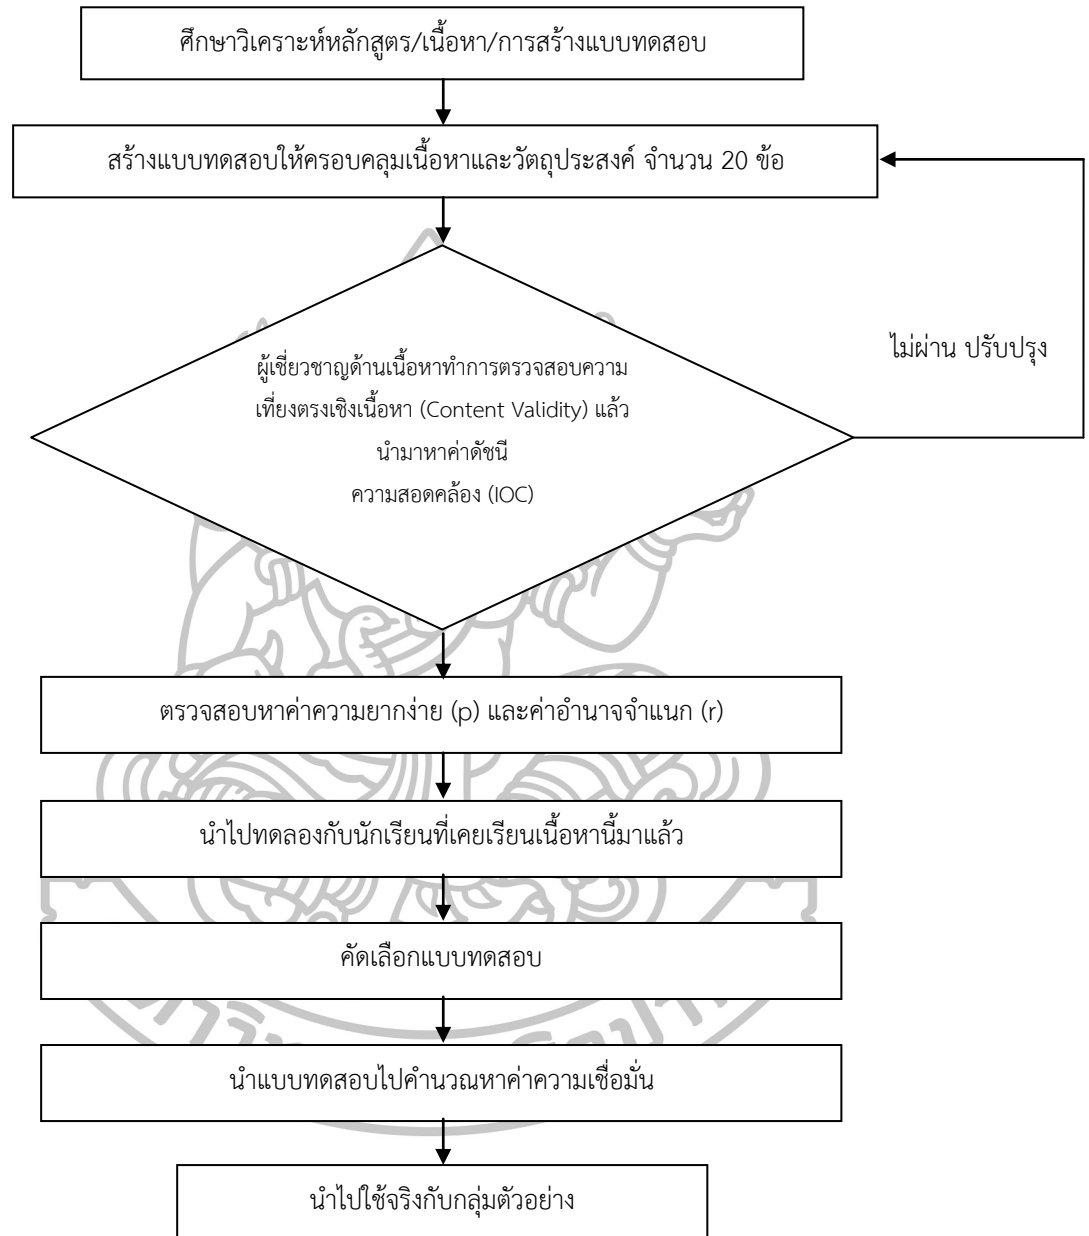 ศึกษาวิเคราะห์หลักสูตร/เนื้อหา/การสร้างแบบทดสอบ
สร้างแบบทดสอบให้ครอบคลุมเนื้อหาและวัตถุประสงค์ จำนวน 20 ข้อ
ไม่ผ่าน ปรับปรุง
ผู้เชี่ยวชาญด้านเนื้อหาทำการตรวจสอบความ
เที่ยงตรงเชิงเนื้อหา (Content Validity) แล้ว
นำมาหาค่าดัชนี
ความสอดคล้อง (IOC)
ตรวจสอบหาค่าความยากง่าย (p) และค่าอำนาจจำแนก (r)
นำไปทดลองกับนักเรียนที่เคยเรียนเนื้อหานี้มาแล้ว
คัดเลือกแบบทดสอบ
นำแบบทดสอบไปคำนวณหาค่าความเชื่อมั่น
นำไปใช้จริงกับกลุ่มตัวอย่าง